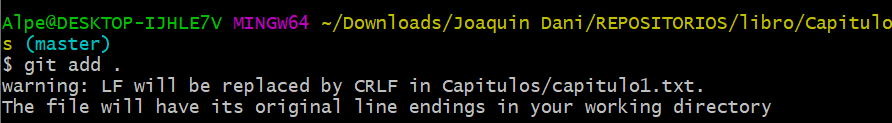 Alpe@DESKTOP-IJHLE7V MINGW64 ~/Downloads/Joaquin Dani/REPOSITORIOS/libro/Capitulo
s (master)
$ git add .
warning: LF will be replaced by CRLF in Capitulos/capitulo1.txt.
The file will have its original line endings in your working directory